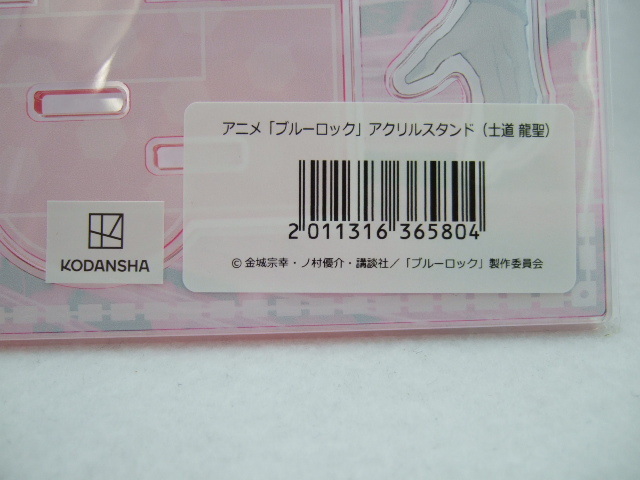 アニメ「ブルーロック」アクリルスタンド（士道 龍聖）
2 011316 365804
KODANSHA
© 金城宗幸・ノ村優介・講談社／「ブルーロック」製作委員会